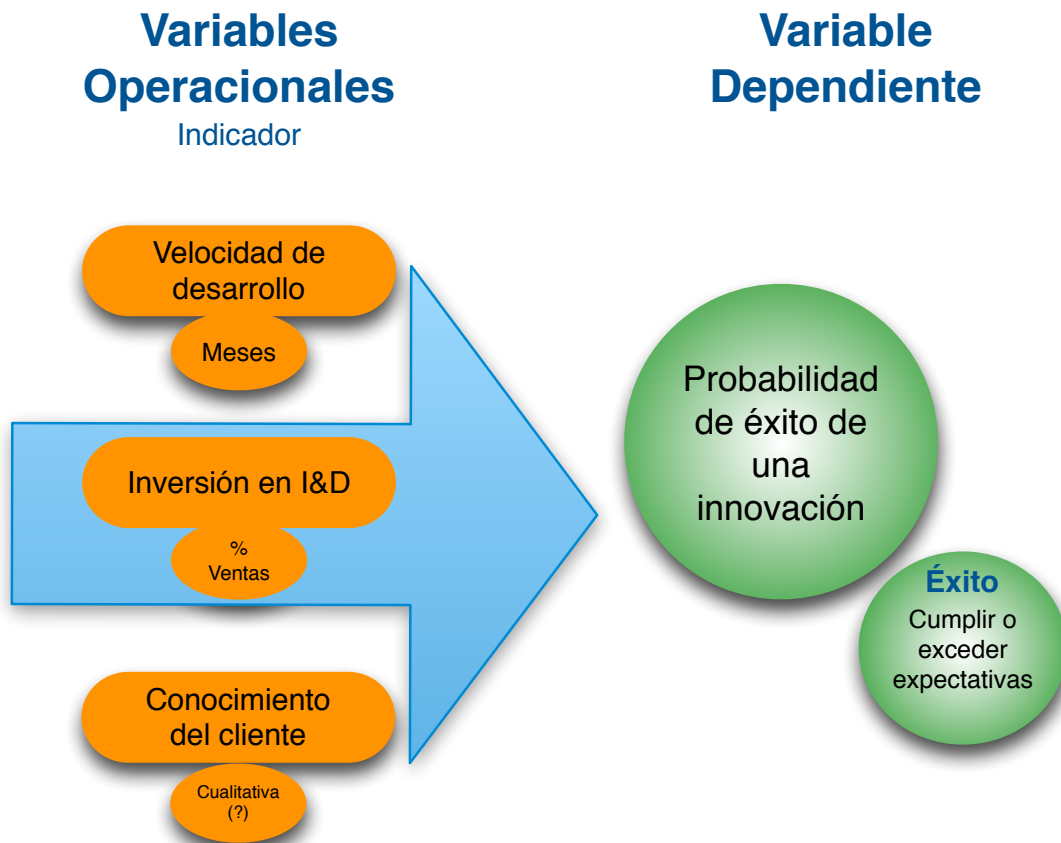 Variables
Operacionales
Indicador
Variable
Dependiente
Velocidad de
desarrollo
Meses
Inversión en I&D
%
Ventas
Conocimiento
del cliente
Cualitativa
(?)
Probabilidad
de éxito de
una
innovación
Éxito
Cumplir o
exceder
expectativas